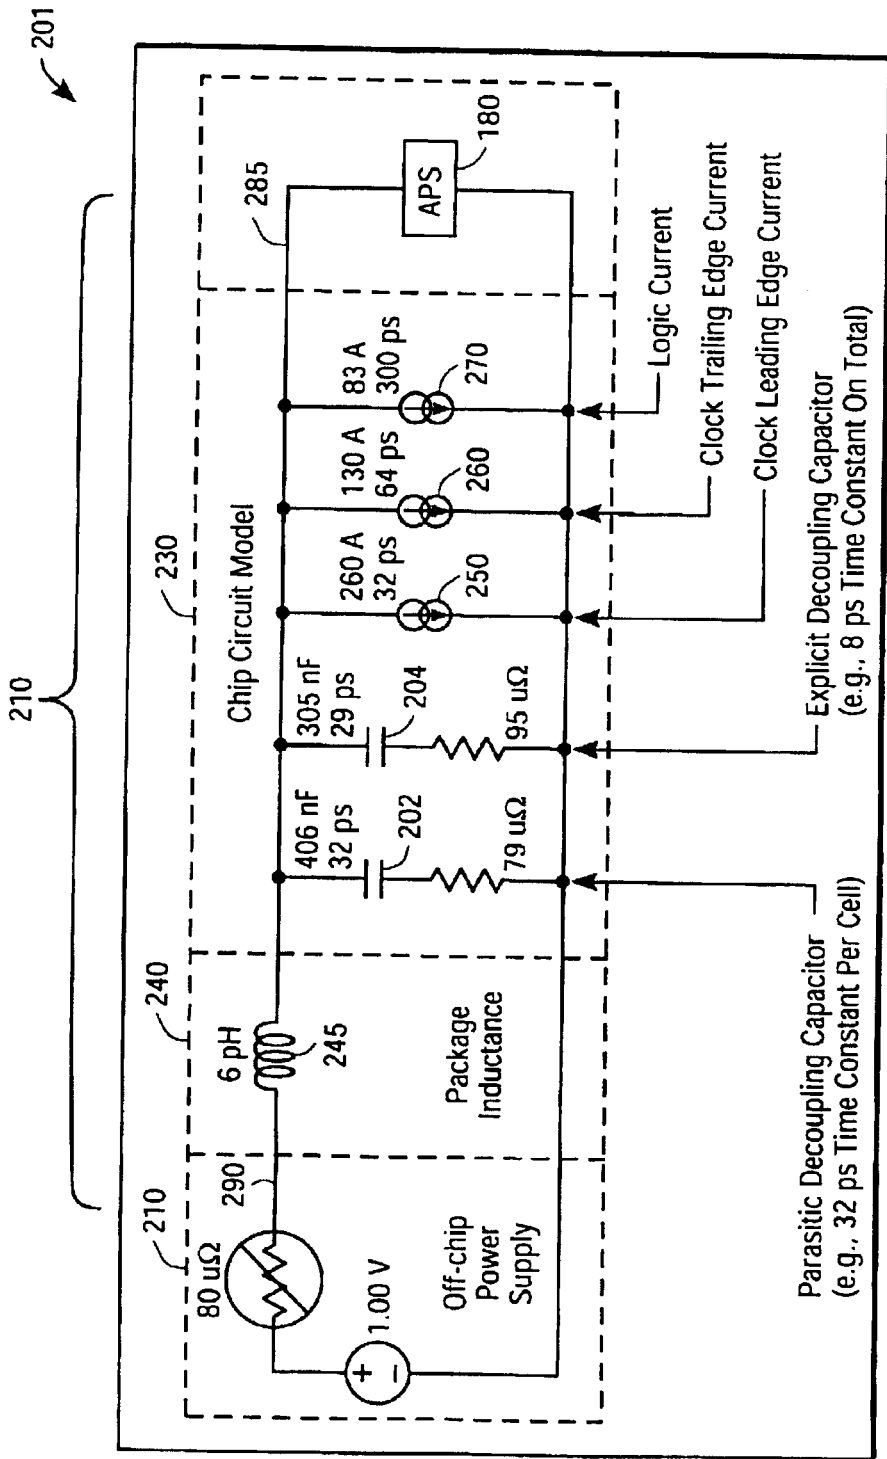 201
210
230
240
210
Chip Circuit Model
285
290
80 uΩ
6 pH
245
406 nF
32 ps
202
79 uΩ
305 nF
29 ps
204
95 uΩ
260 A
32 ps
250
130 A
64 ps
260
83 A
300 ps
270
APS
180
1.00 V
+
−
Off-chip
Power
Supply
Package
Inductance
Logic Current
Clock Trailing Edge Current
Clock Leading Edge Current
Explicit Decoupling Capacitor
(e.g., 8 ps Time Constant On Total)
Parasitic Decoupling Capacitor
(e.g., 32 ps Time Constant Per Cell)